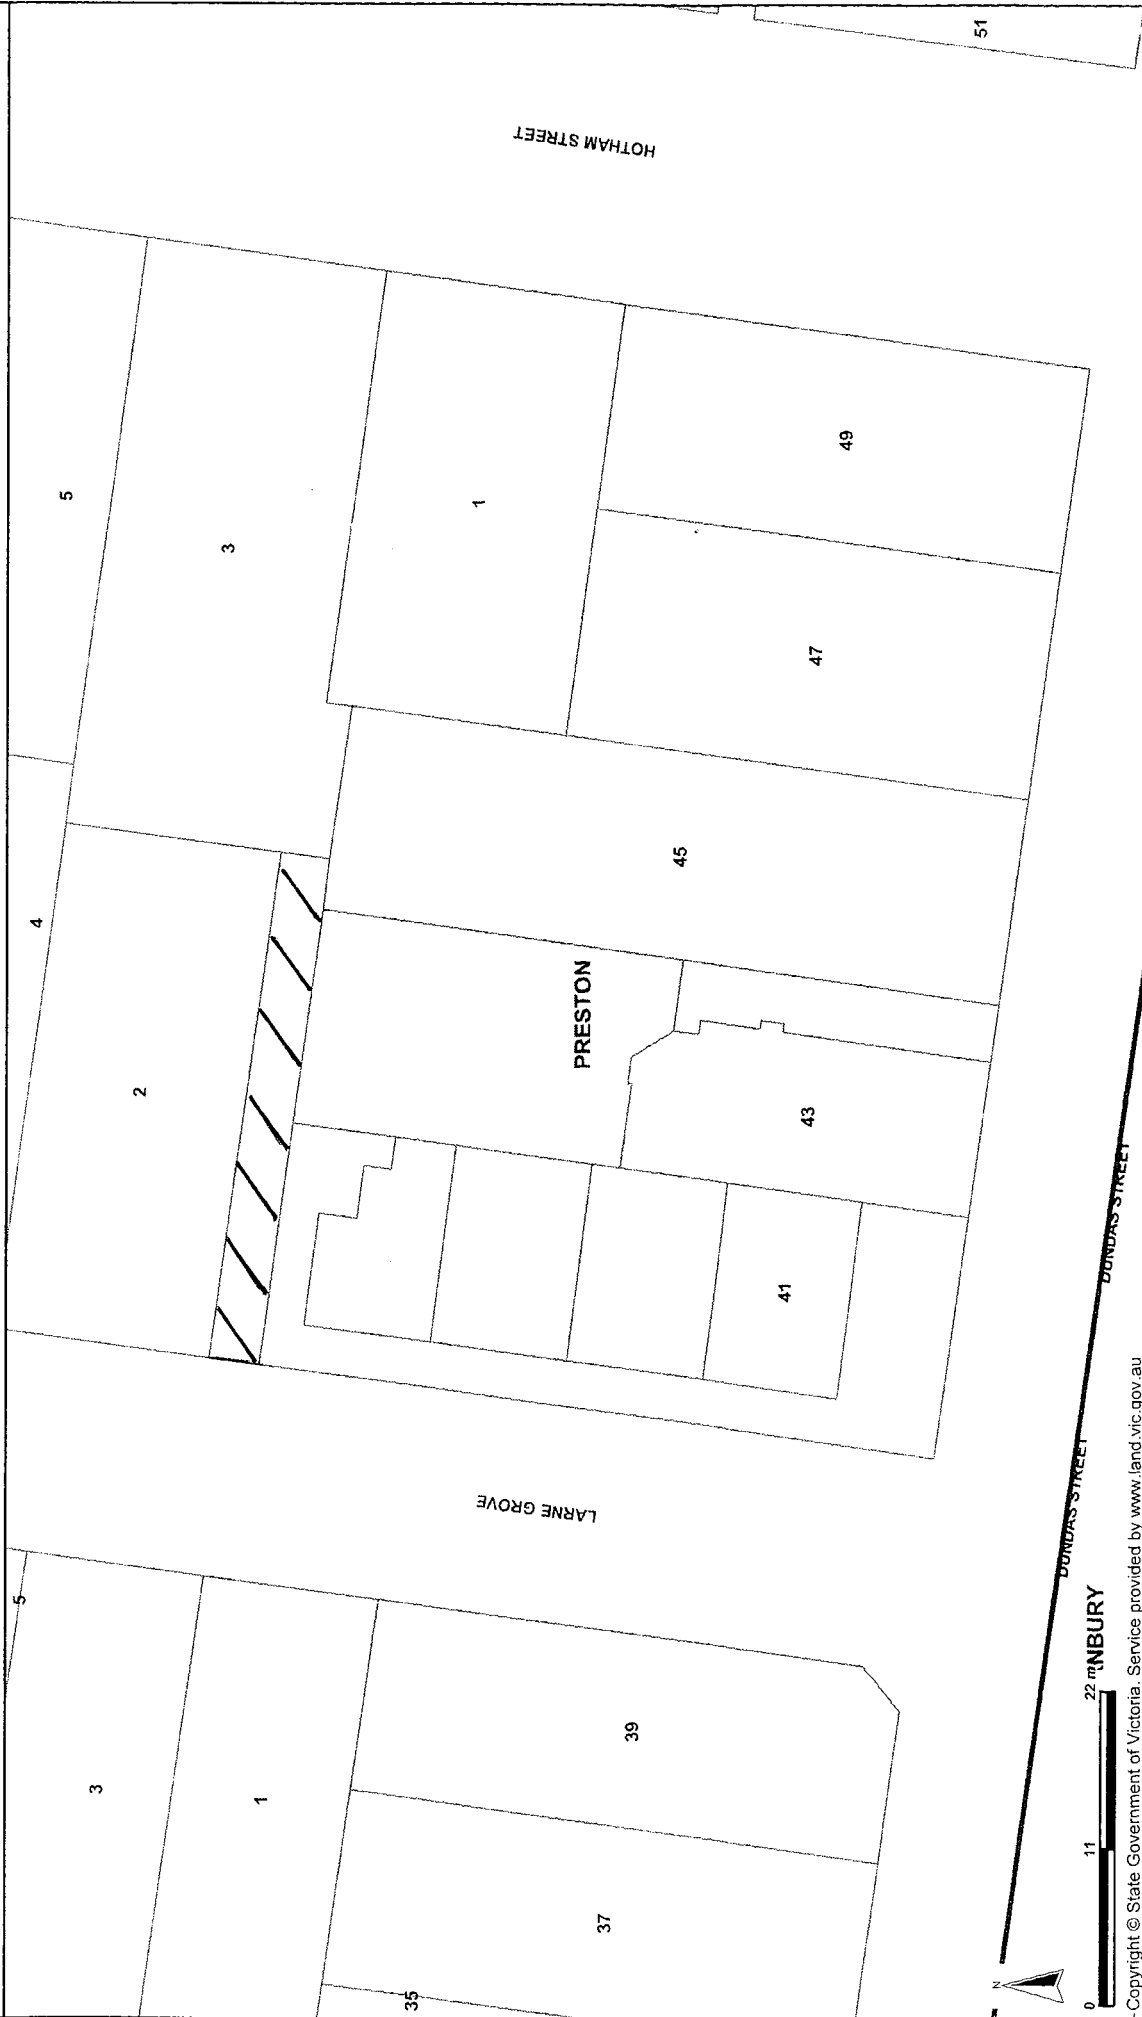 51
HOTHAM STREET
5
3
1
49
47
4
2
45
PRESTON
43
41
LARNE GROVE
DUNDAS STREET
DUNDAS STREET
5
3
1
39
37
35
NBURY
N
0 11 22 m
Copyright © State Government of Victoria. Service provided by www.land.vic.gov.au